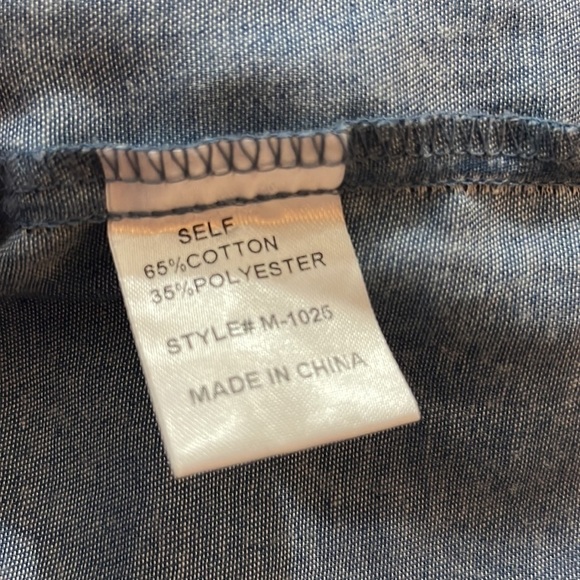 SELF
65%COTTON
35%POLYESTER
STYLE# M-1025
MADE IN CHINA